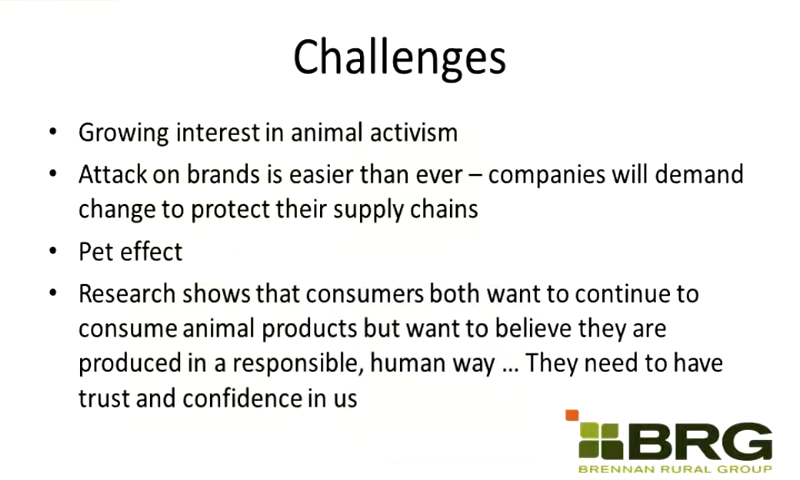 Challenges
• Growing interest in animal activism
• Attack on brands is easier than ever – companies will demand
change to protect their supply chains
• Pet effect
• Research shows that consumers both want to continue to
consume animal products but want to believe they are
produced in a responsible, human way ... They need to have
trust and confidence in us
BRG
BRENNAN RURAL GROUP